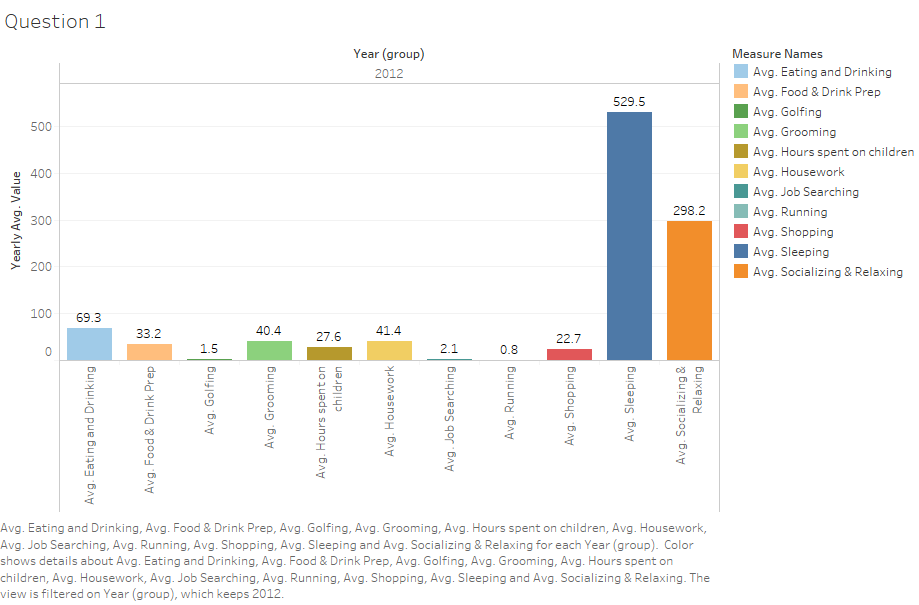 Question 1
Year (group)
2012
Yearly Avg. Value
500
400
300
200
100
0
69.3
33.2
1.5
40.4
27.6
41.4
2.1
0.8
22.7
529.5
298.2
Avg. Eating and Drinking
Avg. Food & Drink Prep
Avg. Golfing
Avg. Grooming
Avg. Hours spent on
children
Avg. Housework
Avg. Job Searching
Avg. Running
Avg. Shopping
Avg. Sleeping
Avg. Socializing &
Relaxing
Measure Names
Avg. Eating and Drinking
Avg. Food & Drink Prep
Avg. Golfing
Avg. Grooming
Avg. Hours spent on children
Avg. Housework
Avg. Job Searching
Avg. Running
Avg. Shopping
Avg. Sleeping
Avg. Socializing & Relaxing
Avg. Eating and Drinking, Avg. Food & Drink Prep, Avg. Golfing, Avg. Grooming, Avg. Hours spent on children, Avg. Housework,
Avg. Job Searching, Avg. Running, Avg. Shopping, Avg. Sleeping and Avg. Socializing & Relaxing for each Year (group). Color
shows details about Avg. Eating and Drinking, Avg. Food & Drink Prep, Avg. Golfing, Avg. Grooming, Avg. Hours spent on
children, Avg. Housework, Avg. Job Searching, Avg. Running, Avg. Shopping, Avg. Sleeping and Avg. Socializing & Relaxing. The
view is filtered on Year (group), which keeps 2012.